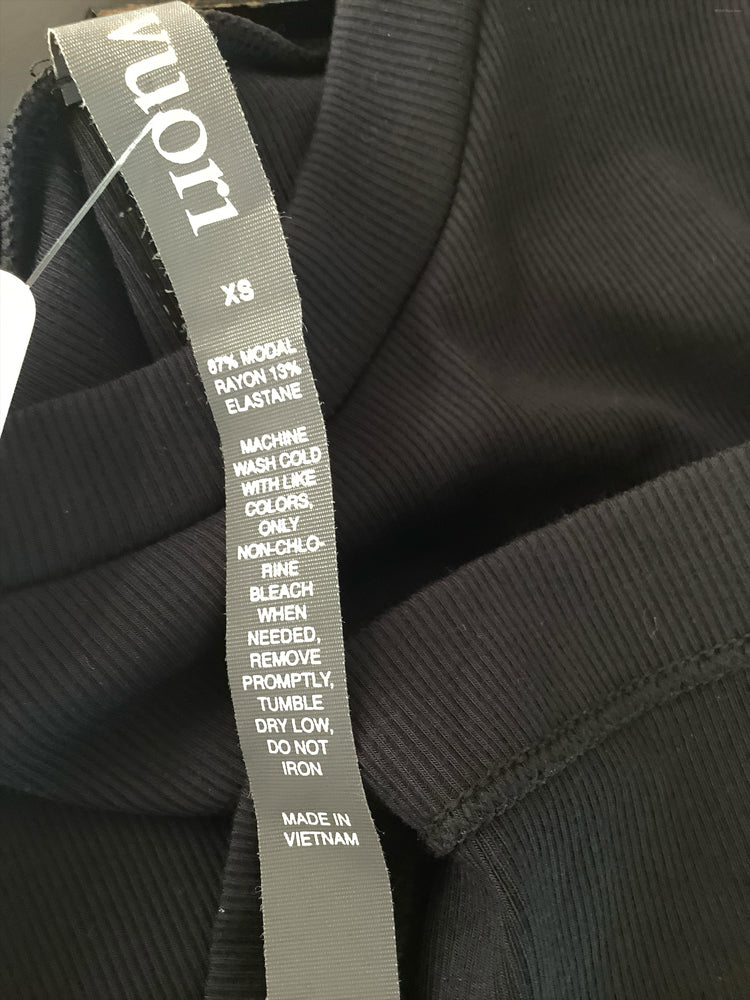 vuori
XS
87% MODAL
RAYON 13%
ELASTANE
MACHINE
WASH COLD
WITH LIKE
COLORS,
ONLY
NON-CHLO-
RINE
BLEACH
WHEN
NEEDED,
REMOVE
PROMPTLY,
TUMBLE
DRY LOW,
DO NOT
IRON
MADE IN
VIETNAM